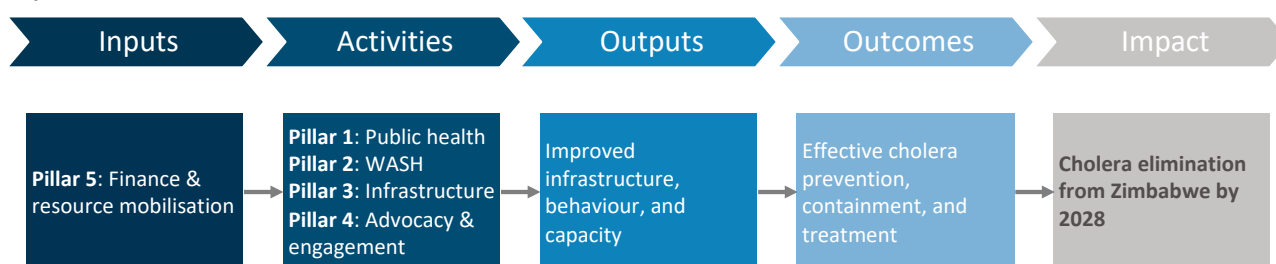 Inputs
Activities
Outputs
Outcomes
Impact
Pillar 5: Finance &
resource mobilisation
Pillar 1: Public health
Pillar 2: WASH
Pillar 3: Infrastructure
Pillar 4: Advocacy &
engagement
Improved
infrastructure,
behaviour, and
capacity
Effective cholera
prevention,
containment, and
treatment
Cholera elimination
from Zimbabwe by
2028